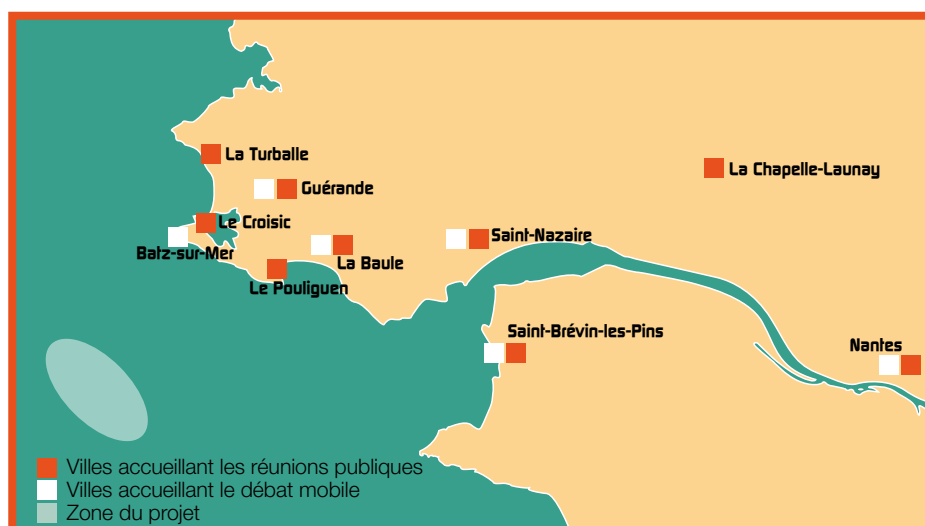 La Turballe
La Chapelle-Launay
Guérande
Le Croisic
Saint-Nazaire
Batz-sur-Mer
La Baule
Le Pouliguen
Saint-Brévin-les-Pins
Nantes
Villes accueillant les réunions publiques
Villes accueillant le débat mobile
Zone du projet